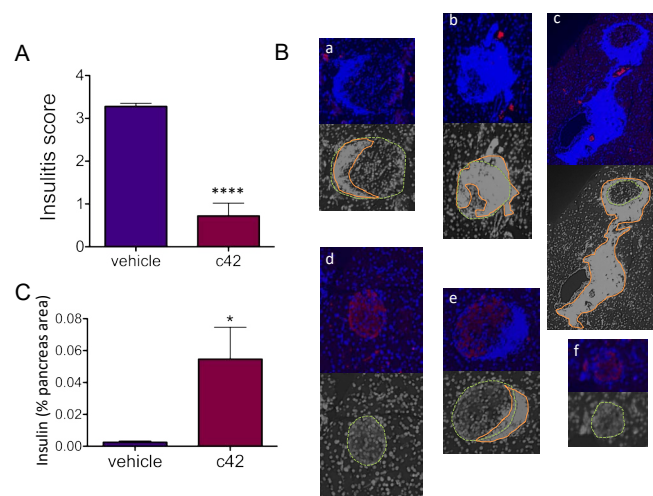 A
Insulitis score
4
3
2
1
0
****
vehicle
c42
B
a
b
c
d
e
f
C
Insulin (% pancreas area)
0.08
0.06
0.04
0.02
0.00
*
vehicle
c42